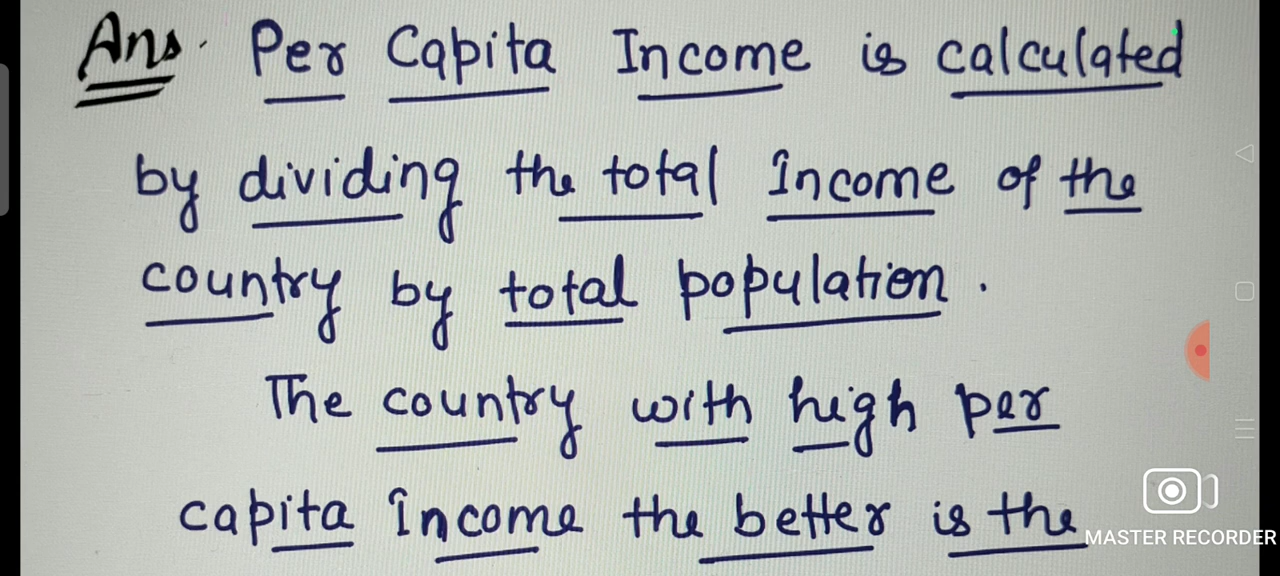 Ans. Per Capita Income is calculated
by dividing the total Income of the
country by total population.
The country with high per
capita Income the better is the
MASTER RECORDER